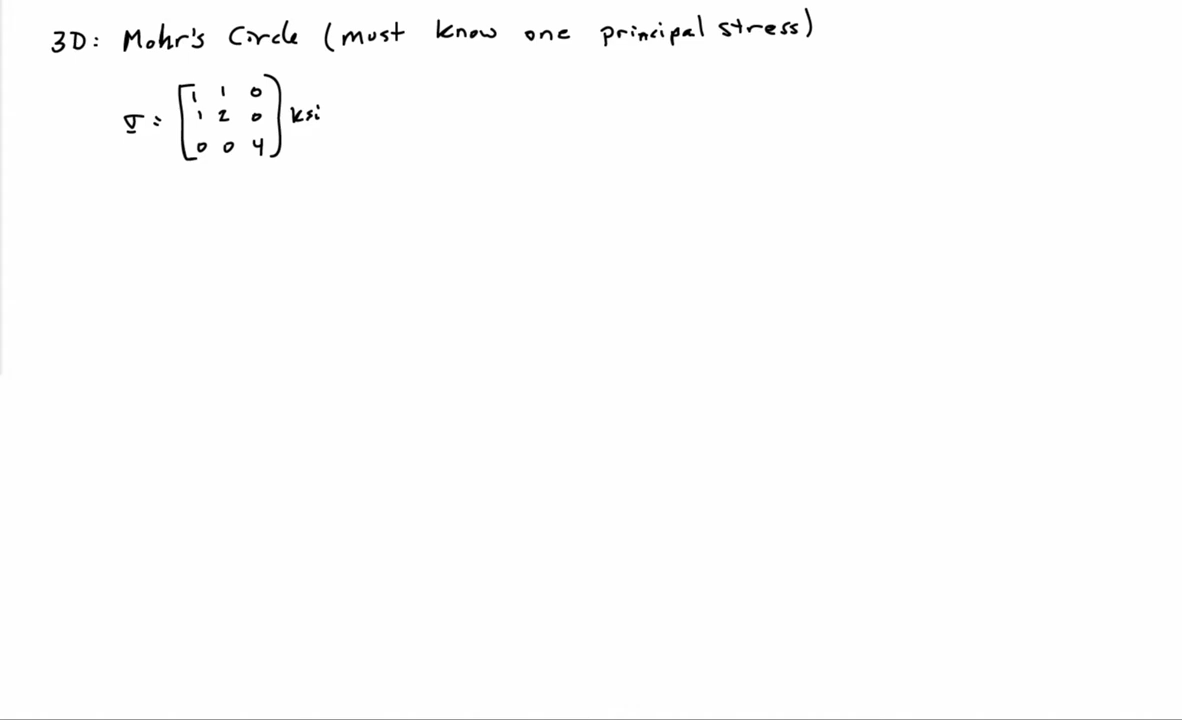 3D: Mohr's Circle (must know one principal stress)
σ = [1 1 0
1 2 0
0 0 4] ksi